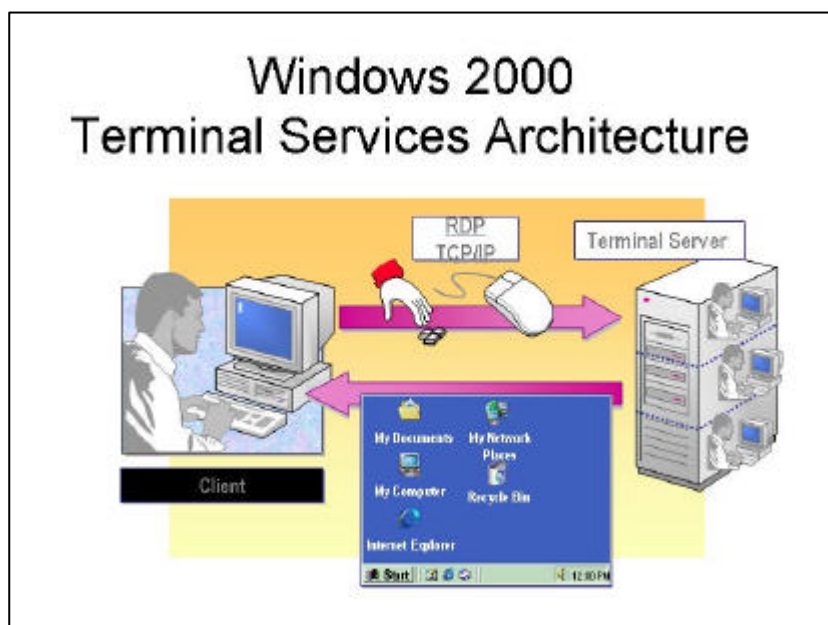 Windows 2000
Terminal Services Architecture
RDP
TCP/IP
Terminal Server
Client
My Documents
My Network
Places
My Computer
Recycle Bin
Internet Explorer
Start
12:00 PM